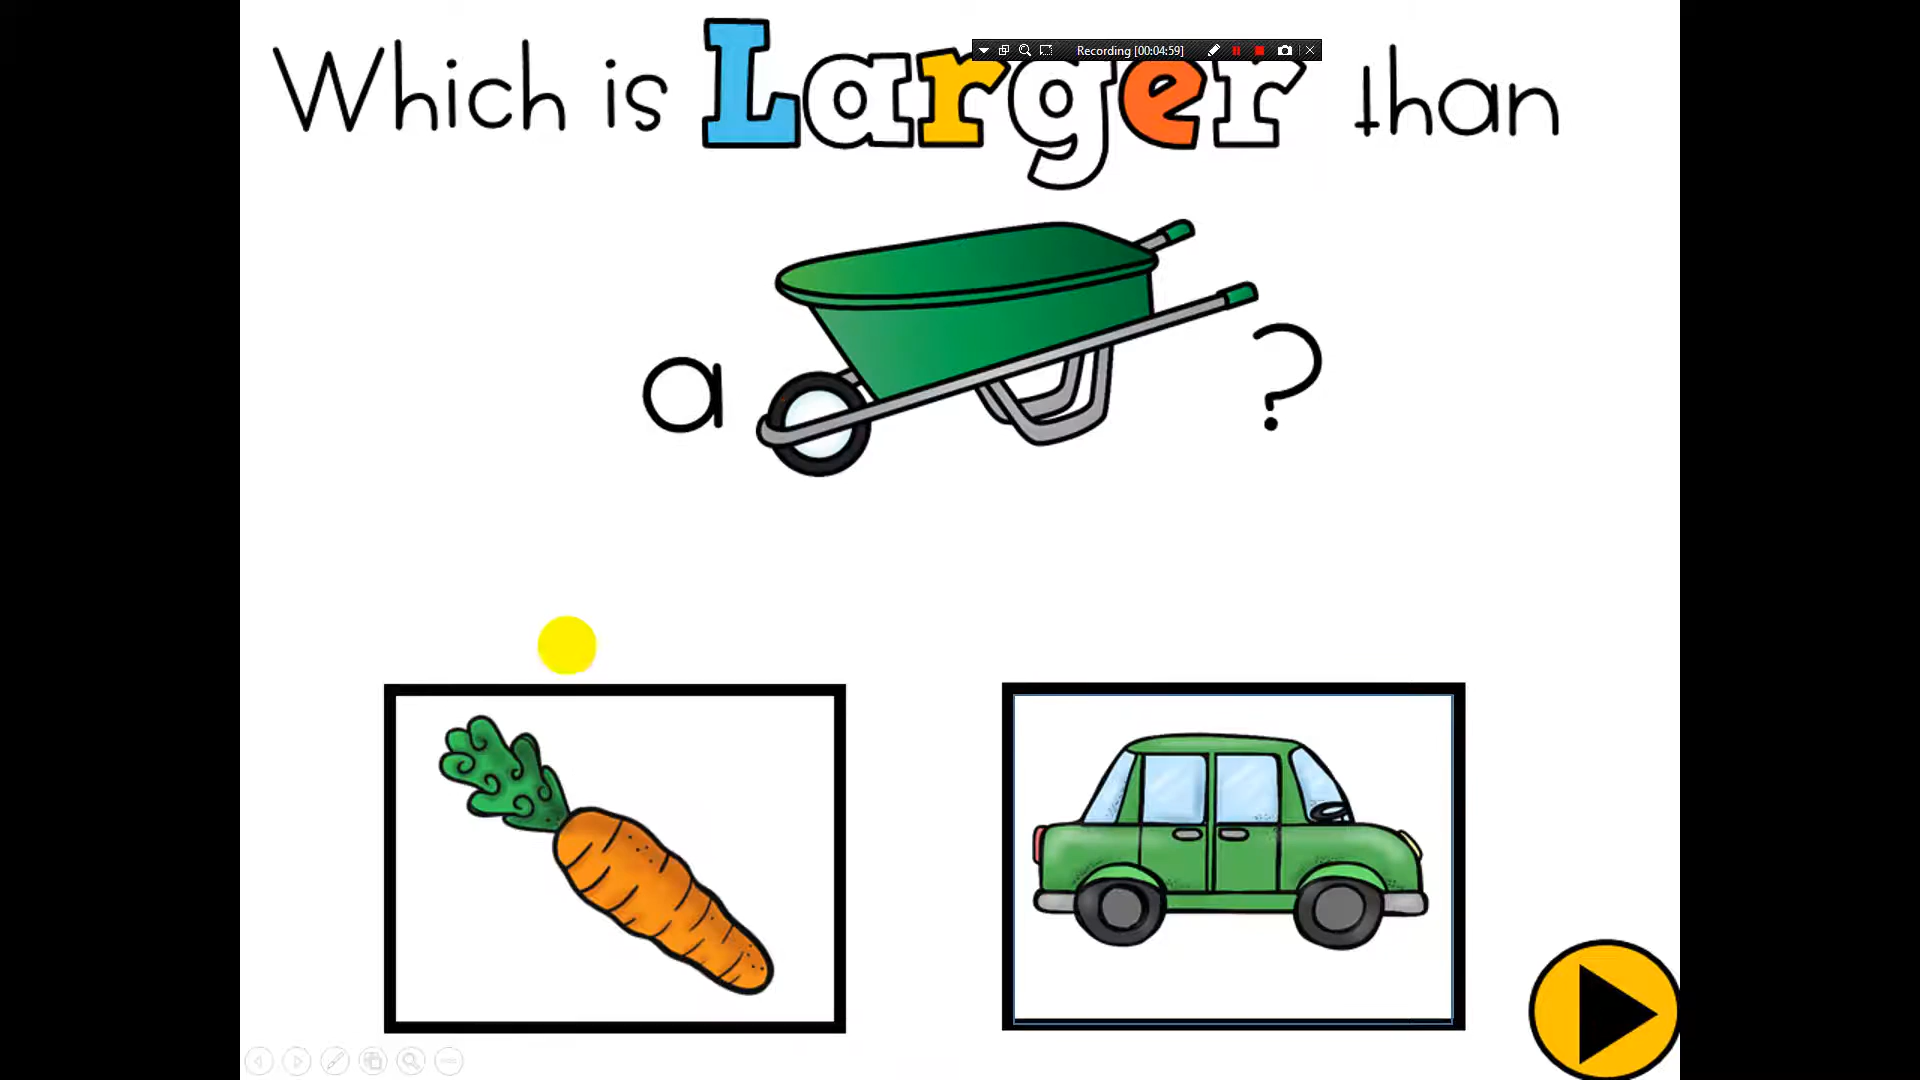 Which is Larger than
Recording [00:04:59]
a ?